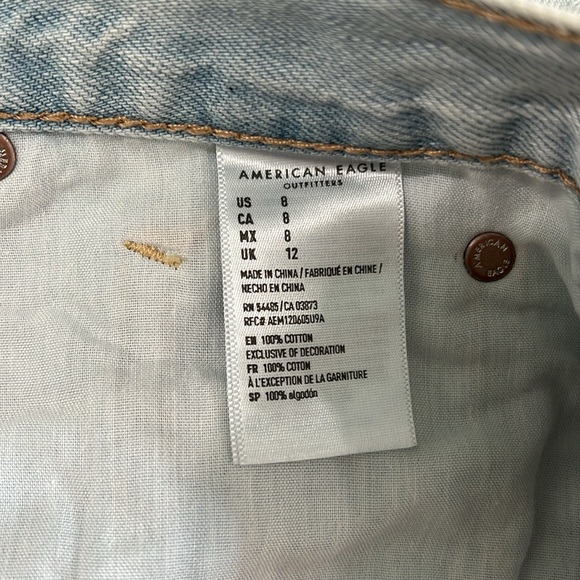 AMERICAN EAGLE
OUTFITTERS
US 8
CA 8
MX 8
UK 12
MADE IN CHINA / FABRIQUÉ EN CHINE /
HECHO EN CHINA
RN 54485 / CA 03873
RFC# AEM120605U9A
EN 100% COTTON
EXCLUSIVE OF DECORATION
FR 100% COTON
À L'EXCEPTION DE LA GARNITURE
SP 100% algodón
AMERICAN
EAGLE